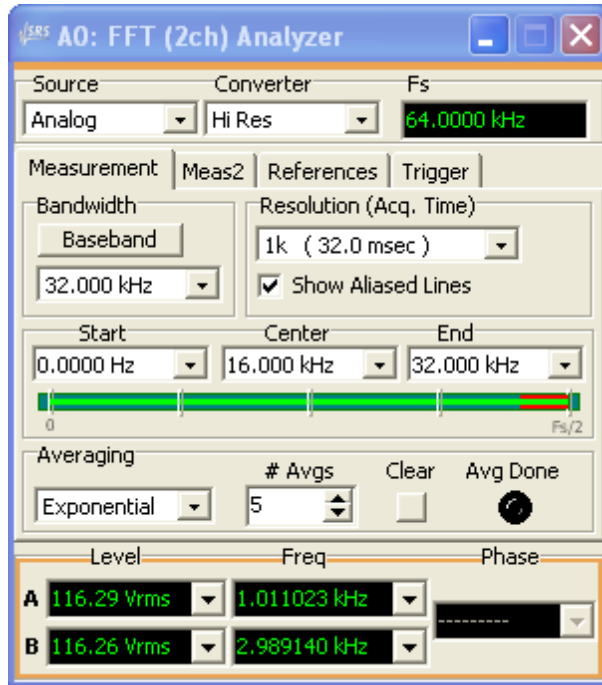 SRS A0: FFT (2ch) Analyzer
Source Converter Fs
Analog Hi Res 64.0000 kHz
Measurement Meas2 References Trigger
Bandwidth Resolution (Acq. Time)
Baseband 1k ( 32.0 msec )
32.000 kHz Show Aliased Lines
Start Center End
0.0000 Hz 16.000 kHz 32.000 kHz
0 Fs/2
Averaging # Avgs Clear Avg Done
Exponential 5
Level Freq Phase
A 116.29 Vrms 1.011023 kHz ---------
B 116.26 Vrms 2.989140 kHz